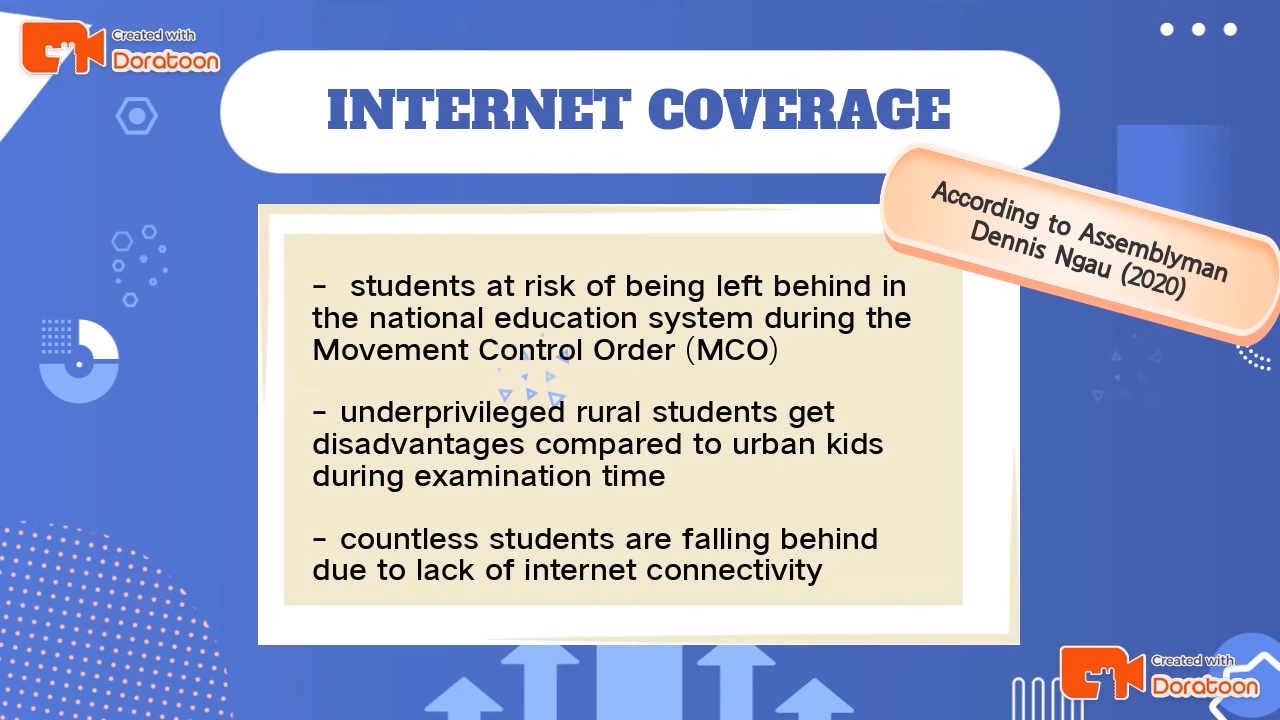 Created with
Doratoon
INTERNET COVERAGE
According to Assemblyman
Dennis Ngau (2020)
- students at risk of being left behind in
the national education system during the
Movement Control Order (MCO)
- underprivileged rural students get
disadvantages compared to urban kids
during examination time
- countless students are falling behind
due to lack of internet connectivity
Created with
Doratoon